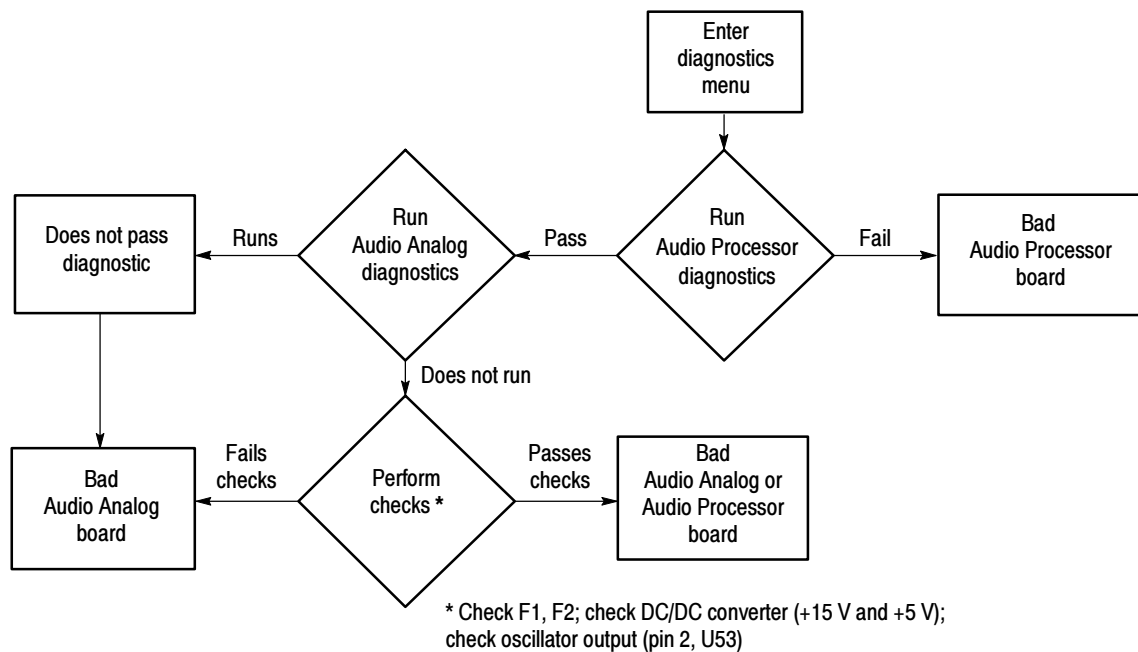 Enter
diagnostics
menu
Run
Audio Processor
diagnostics
Pass
Fail
Bad
Audio Processor
board
Run
Audio Analog
diagnostics
Runs
Does not pass
diagnostic
Does not run
Perform
checks *
Fails
checks
Bad
Audio Analog
board
Passes
checks
Bad
Audio Analog or
Audio Processor
board
* Check F1, F2; check DC/DC converter (+15 V and +5 V);
check oscillator output (pin 2, U53)